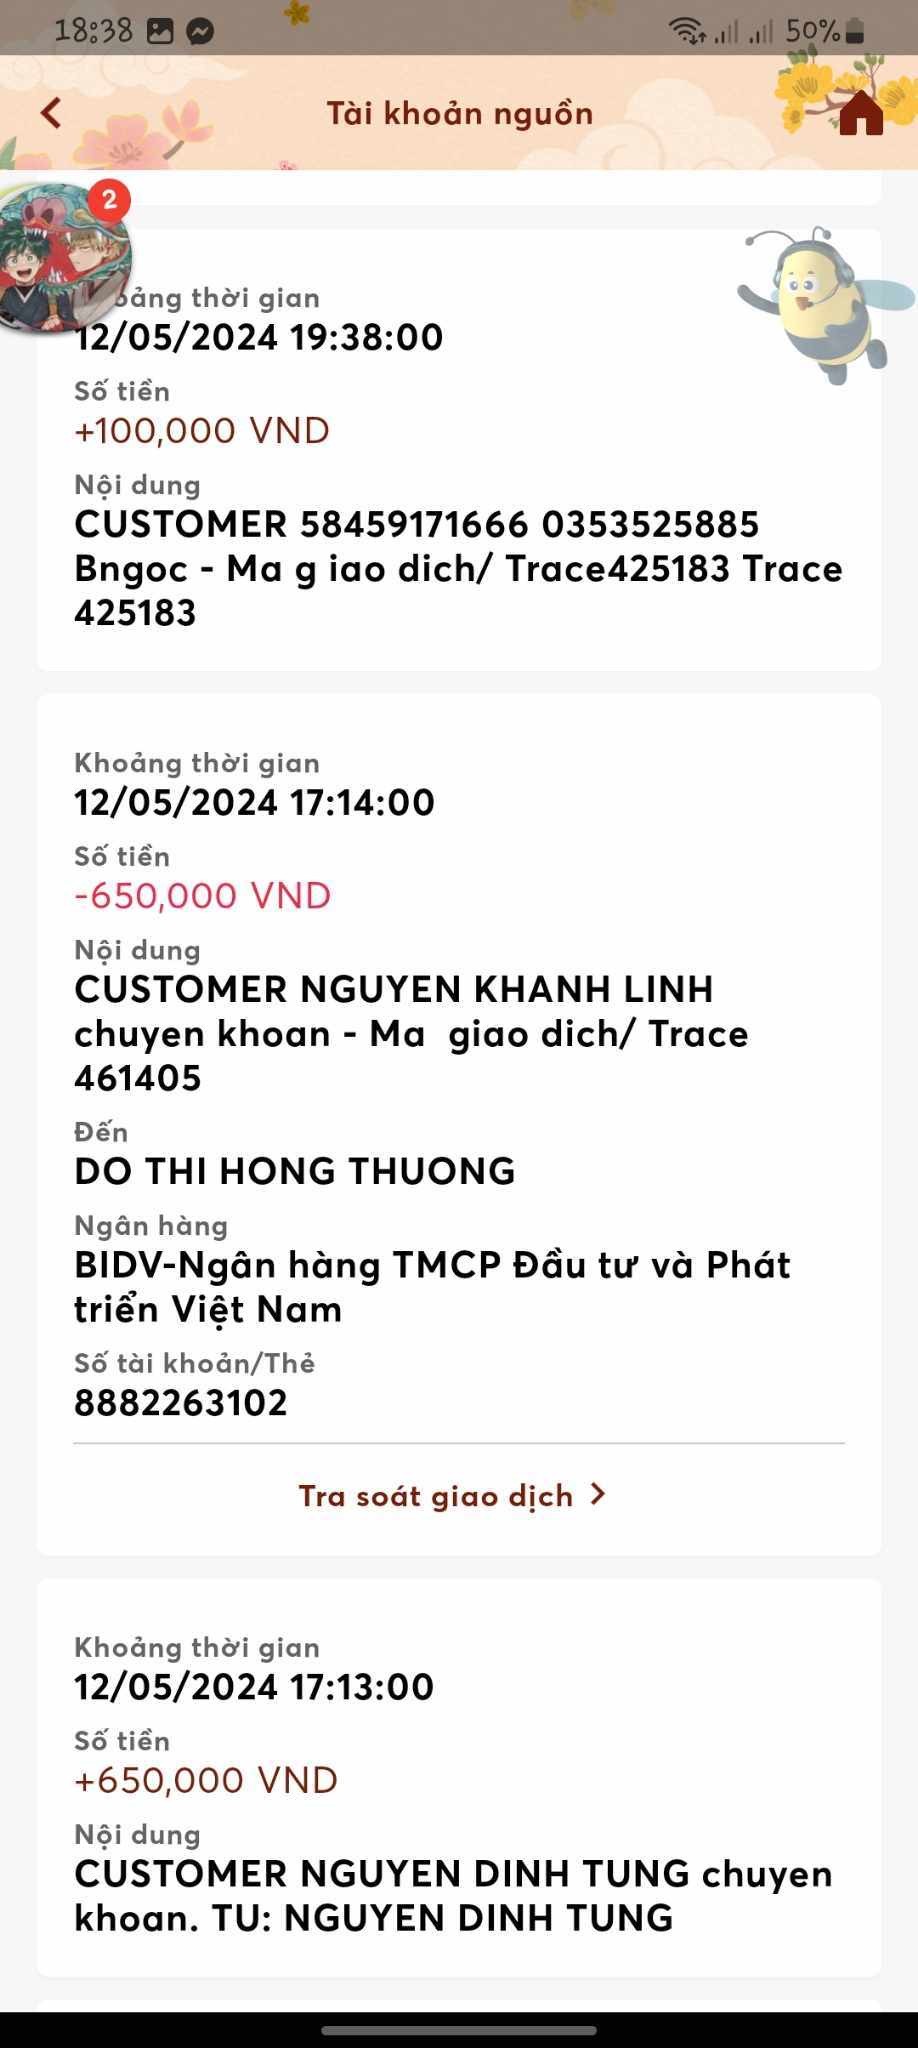 18:38
50%
Tài khoản nguồn
2
oảng thời gian
12/05/2024 19:38:00
Số tiền
+100,000 VND
Nội dung
CUSTOMER 58459171666 0353525885
Bngoc - Ma g iao dich/ Trace425183 Trace
425183
Khoảng thời gian
12/05/2024 17:14:00
Số tiền
-650,000 VND
Nội dung
CUSTOMER NGUYEN KHANH LINH
chuyen khoan - Ma  giao dich/ Trace
461405
Đến
DO THI HONG THUONG
Ngân hàng
BIDV-Ngân hàng TMCP Đầu tư và Phát
triển Việt Nam
Số tài khoản/Thẻ
8882263102
Tra soát giao dịch
Khoảng thời gian
12/05/2024 17:13:00
Số tiền
+650,000 VND
Nội dung
CUSTOMER NGUYEN DINH TUNG chuyen
khoan. TU: NGUYEN DINH TUNG